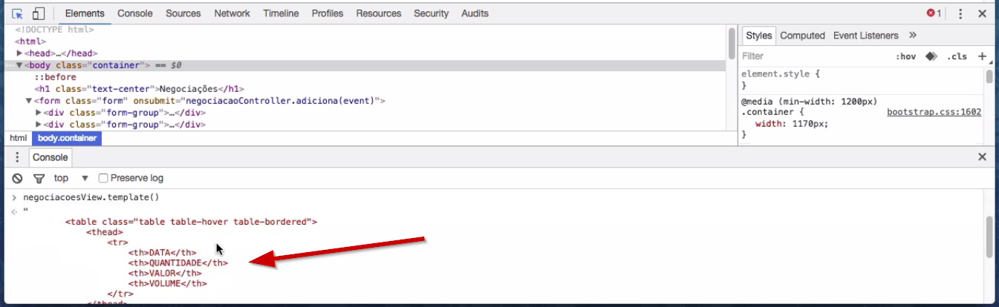 Elements Console Sources Network Timeline Profiles Resources Security Audits 1
<!DOCTYPE html>
<html>
<head>…</head>
<body class="container"> == $0
::before
<h1 class="text-center">Negociações</h1>
<form class="form" onsubmit="negociacaoController.adiciona(event)">
<div class="form-group">…</div>
<div class="form-group">…</div>
html body.container
Styles Computed Event Listeners »
Filter :hov .cls +
element.style {
}
@media (min-width: 1200px)
.container { bootstrap.css:1602
width: 1170px;
}
Console
top Preserve log
> negociacoesView.template()
"
<table class="table table-hover table-bordered">
<thead>
<tr>
<th>DATA</th>
<th>QUANTIDADE</th>
<th>VALOR</th>
<th>VOLUME</th>
</tr>
</thead>